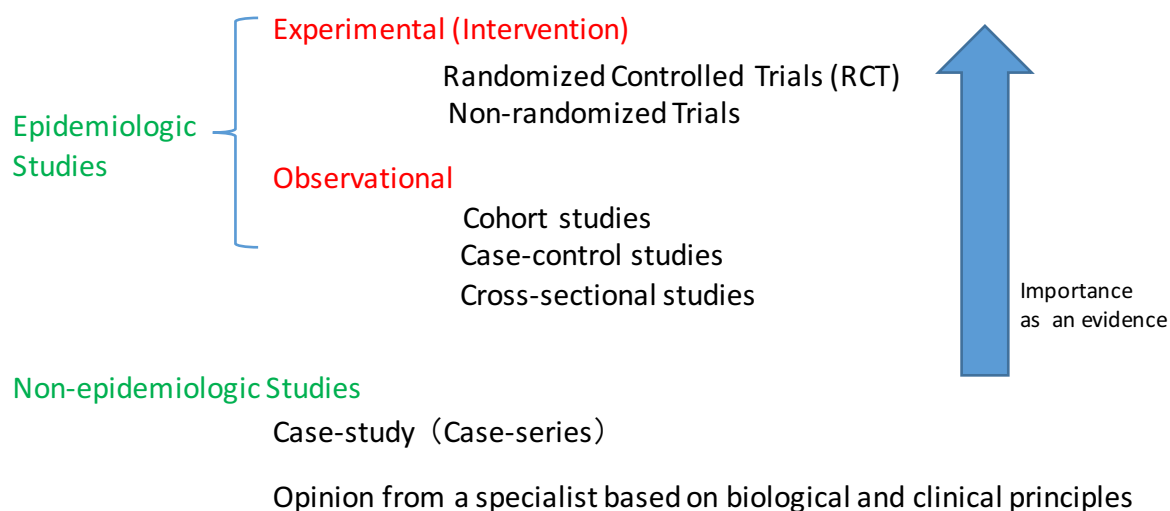 Experimental (Intervention)
Randomized Controlled Trials (RCT)
Non-randomized Trials
Epidemiologic
Studies
Observational
Cohort studies
Case-control studies
Cross-sectional studies
Importance
as an evidence
Non-epidemiologic Studies
Case-study（Case-series）
Opinion from a specialist based on biological and clinical principles